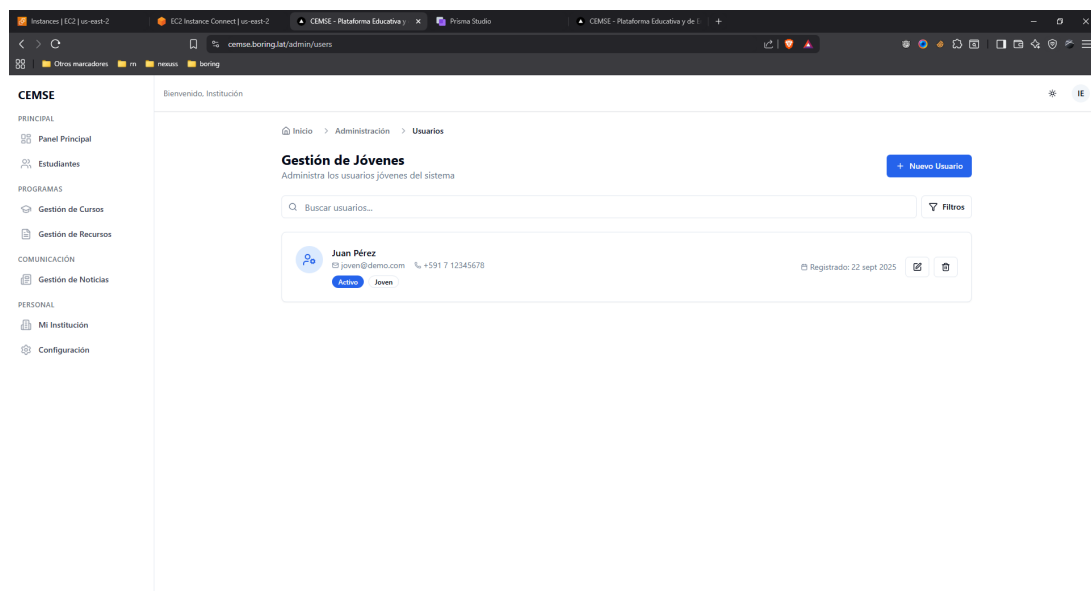 Instances | EC2 | us-east-2
EC2 Instance Connect | us-east-2
CEMSE - Plataforma Educativa y
Prisma Studio
CEMSE - Plataforma Educativa y de E
cemse.boring.lat/admin/users
Otros marcadores
rn
nexuss
boring
CEMSE
Bienvenido, Institución
IE
PRINCIPAL
Panel Principal
Estudiantes
PROGRAMAS
Gestión de Cursos
Gestión de Recursos
COMUNICACIÓN
Gestión de Noticias
PERSONAL
Mi Institución
Configuración
Inicio > Administración > Usuarios
Gestión de Jóvenes
Administra los usuarios jóvenes del sistema
+ Nuevo Usuario
Buscar usuarios...
Filtros
Juan Pérez
joven@demo.com +591 7 12345678
Activo Joven
Registrado: 22 sept 2025